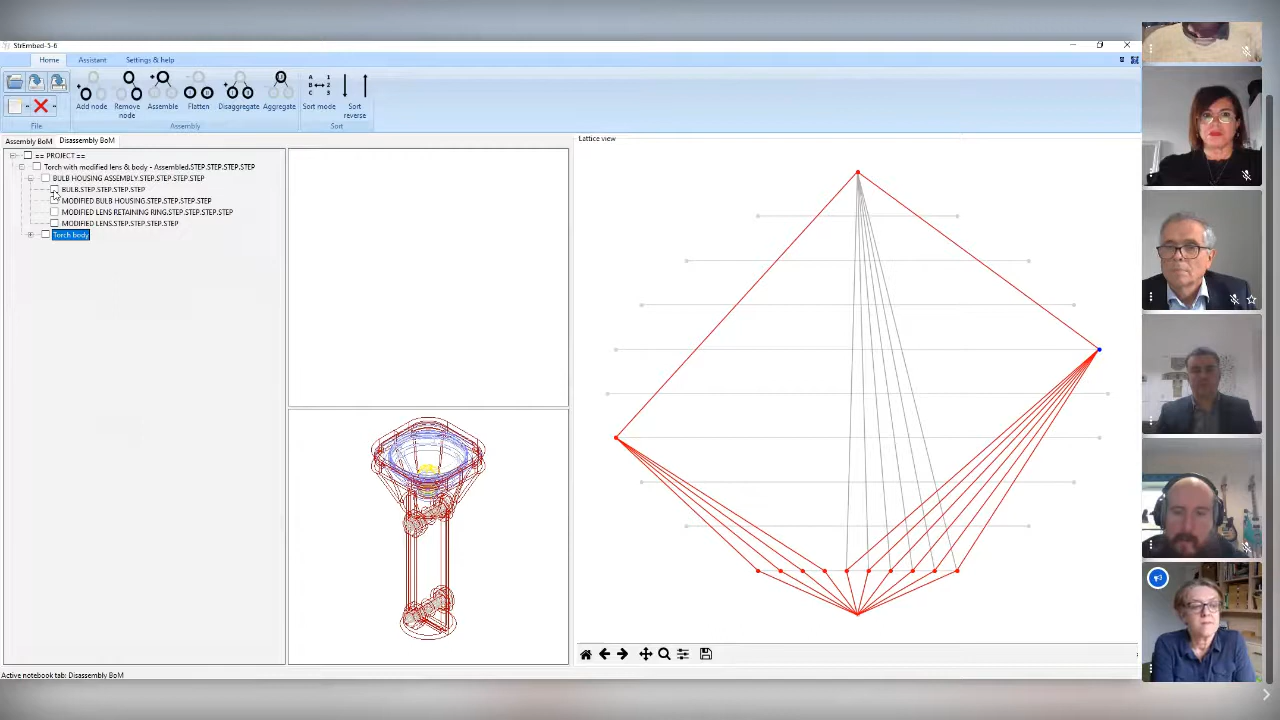 StrEmbed-5-6
Home Assistant Settings & help
Add node
Remove node
Assemble
Flatten
Disaggregate
Aggregate
Sort mode
Sort reverse
A 1
B 2
C 3
File
Assembly
Sort
Assembly BoM Disassembly BoM
Lattice view
== PROJECT ==
Torch with modified lens & body - Assembled.STEP.STEP.STEP.STEP
BULB HOUSING ASSEMBLY.STEP.STEP.STEP.STEP
BULB.STEP.STEP.STEP.STEP
MODIFIED BULB HOUSING.STEP.STEP.STEP.STEP
MODIFIED LENS RETAINING RING.STEP.STEP.STEP.STEP
MODIFIED LENS.STEP.STEP.STEP.STEP
Torch body
Active notebook tab: Disassembly BoM